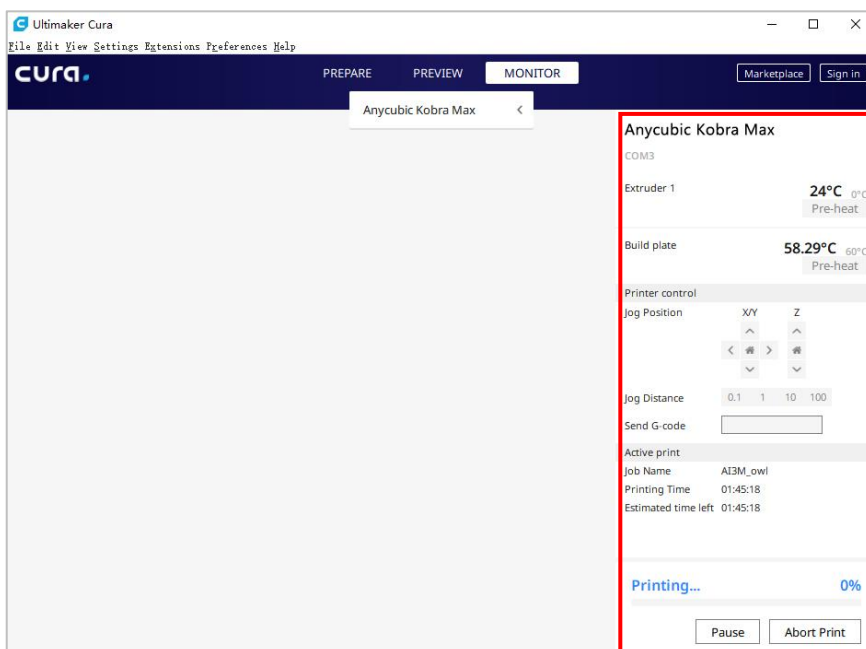 Ultimaker Cura
File Edit View Settings Extensions Preferences Help
cura. PREPARE PREVIEW MONITOR Marketplace Sign in
Anycubic Kobra Max
Anycubic Kobra Max
COM3
Extruder 1 24°C 0°C
Pre-heat
Build plate 58.29°C 60°C
Pre-heat
Printer control
Jog Position X/Y Z
Jog Distance 0.1 1 10 100
Send G-code
Active print
Job Name AI3M_owl
Printing Time 01:45:18
Estimated time left 01:45:18
Printing... 0%
Pause Abort Print